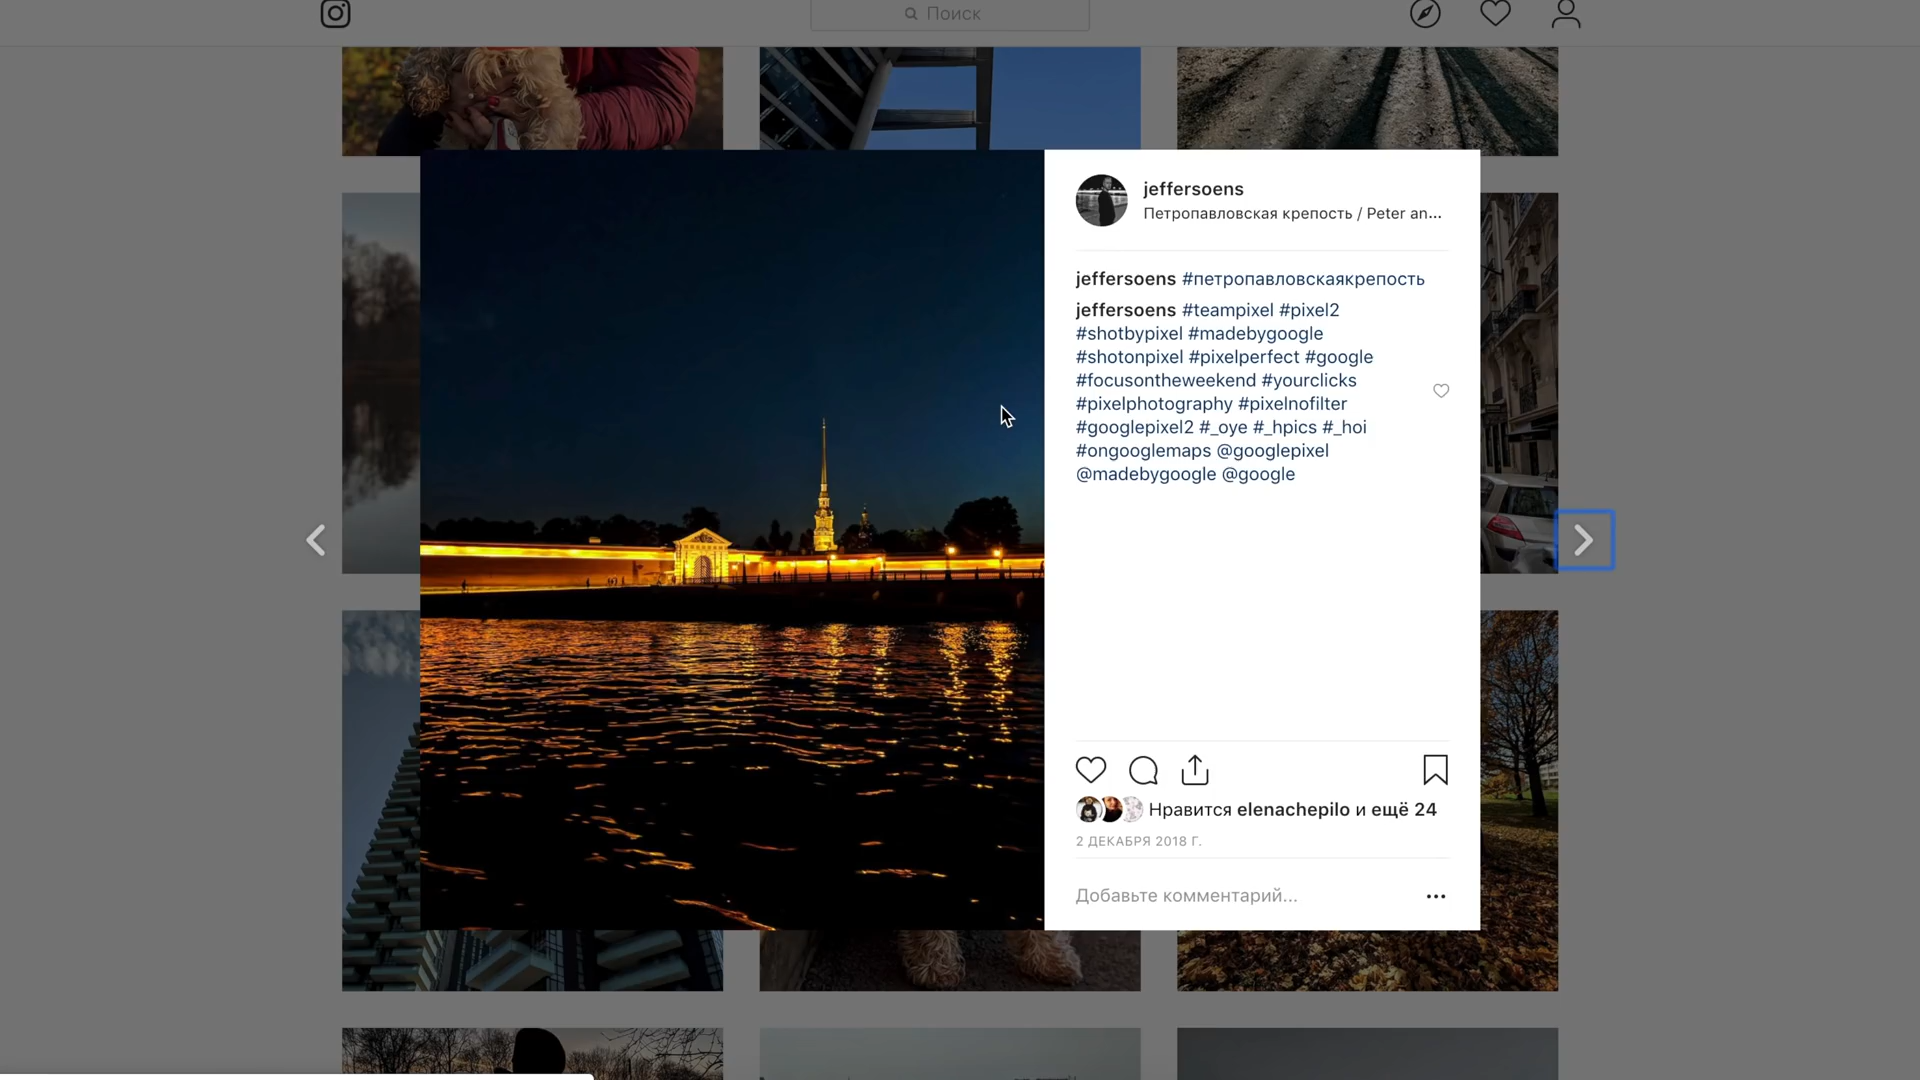 Поиск
jeffersoens
Петропавловская крепость / Peter an...
jeffersoens #петропавловскаякрепость
jeffersoens #teampixel #pixel2
#shotbypixel #madebygoogle
#shotonpixel #pixelperfect #google
#focusontheweekend #yourclicks
#pixelphotography #pixelnofilter
#googlepixel2 #_oye #_hpics #_hoi
#ongooglemaps @googlepixel
@madebygoogle @google
Нравится elenachepilo и ещё 24
2 ДЕКАБРЯ 2018 Г.
Добавьте комментарий...